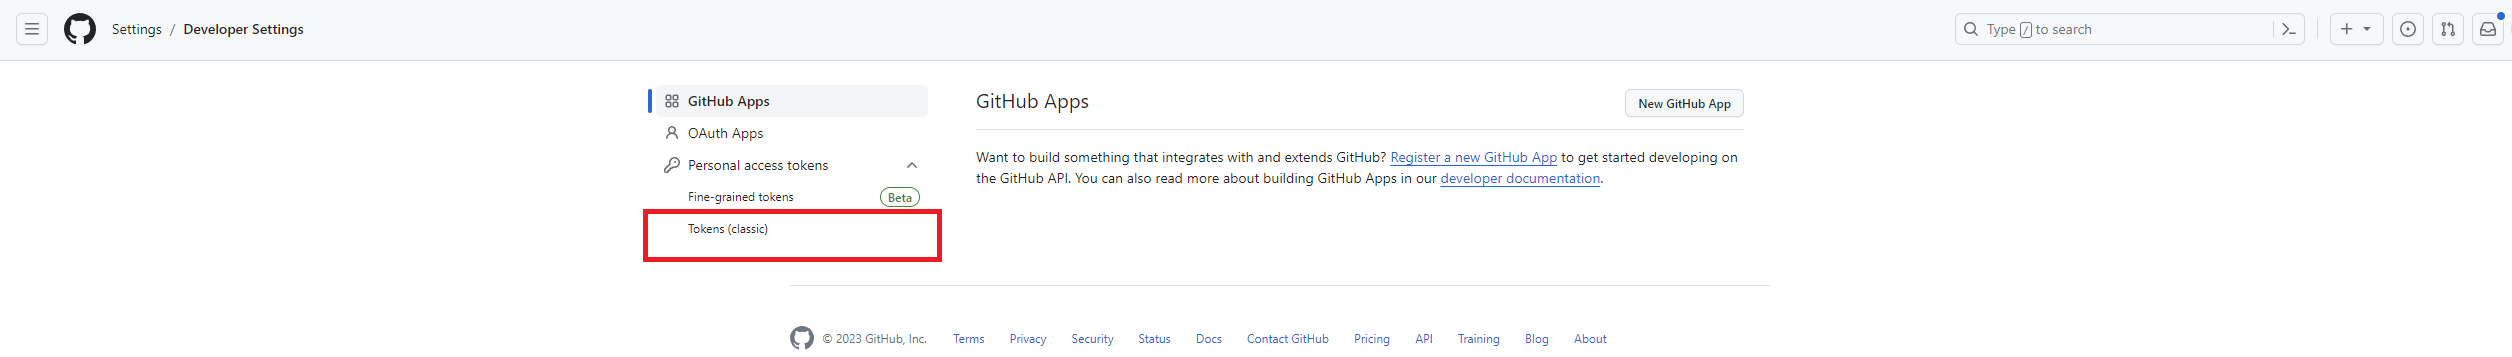 Settings / Developer Settings
Type / to search
GitHub Apps
OAuth Apps
Personal access tokens
Fine-grained tokens Beta
Tokens (classic)
GitHub Apps
New GitHub App
Want to build something that integrates with and extends GitHub? Register a new GitHub App to get started developing on
the GitHub API. You can also read more about building GitHub Apps in our developer documentation.
© 2023 GitHub, Inc. Terms Privacy Security Status Docs Contact GitHub Pricing API Training Blog About